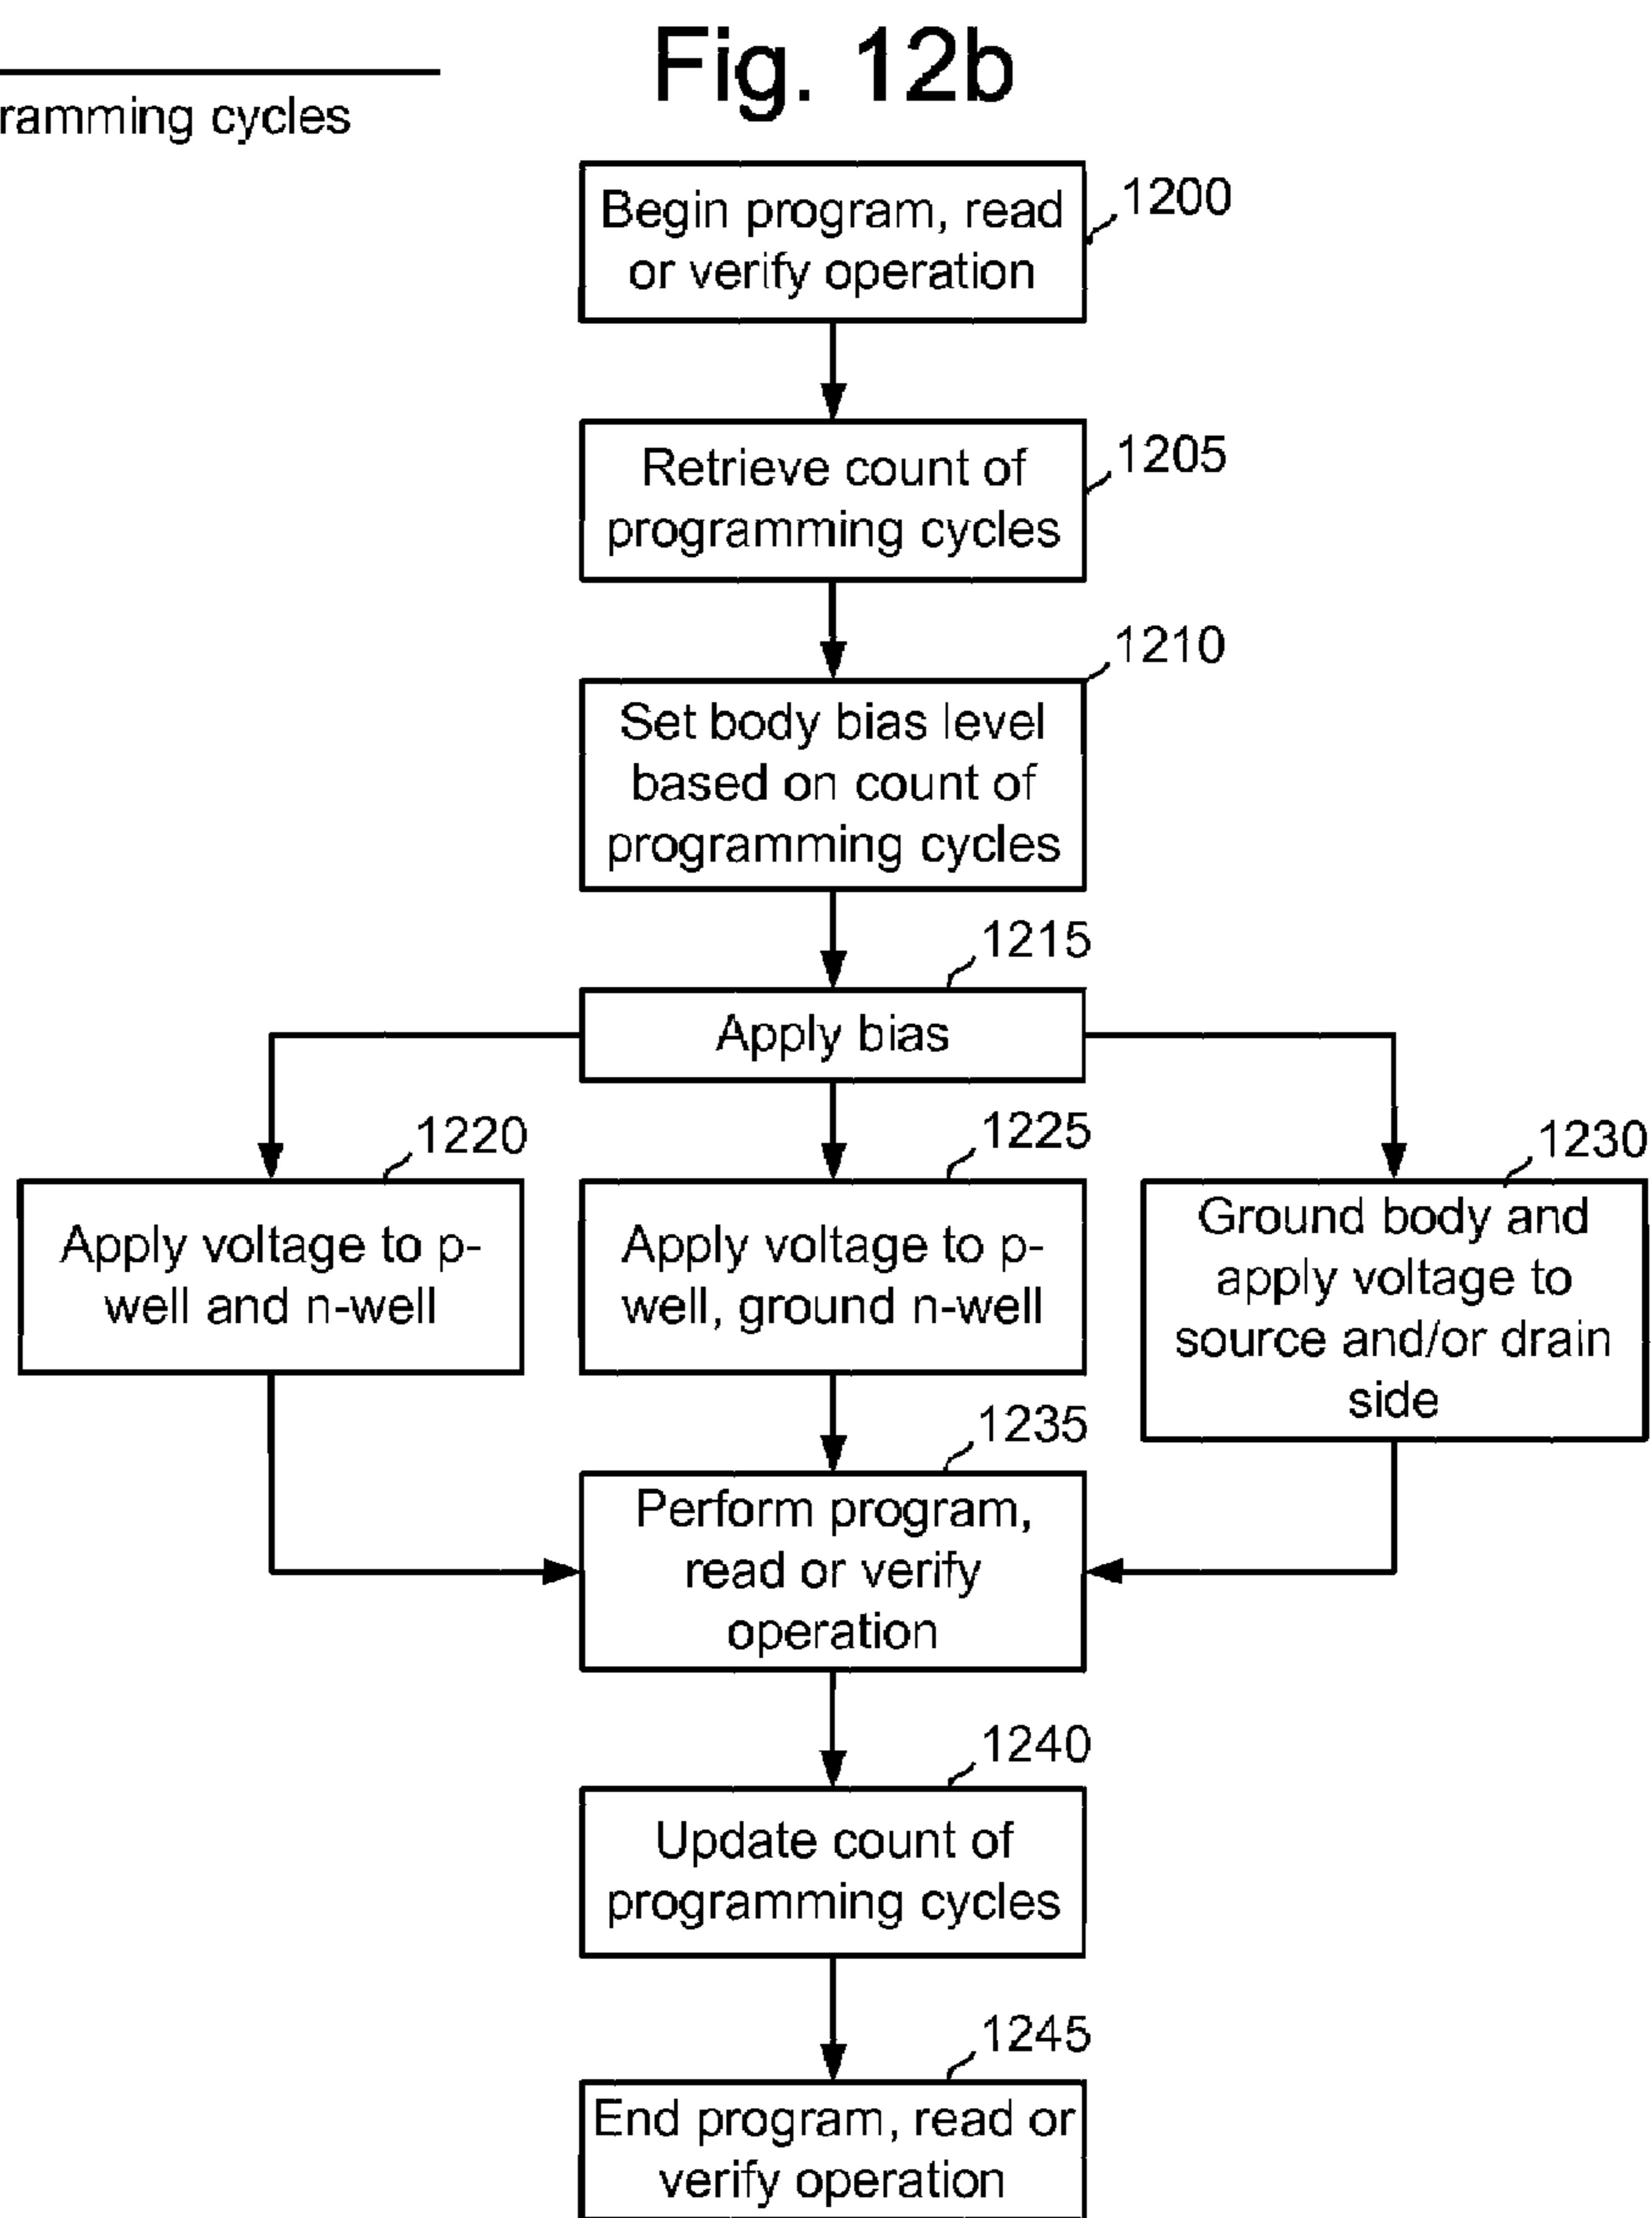 Fig. 12b
ramming cycles
Begin program, read
or verify operation
1200
Retrieve count of
programming cycles
1205
1210
Set body bias level
based on count of
programming cycles
1215
Apply bias
1220
1225
1230
Apply voltage to p-
well and n-well
Apply voltage to p-
well, ground n-well
Ground body and
apply voltage to
source and/or drain
side
1235
Perform program,
read or verify
operation
1240
Update count of
programming cycles
1245
End program, read or
verify operation